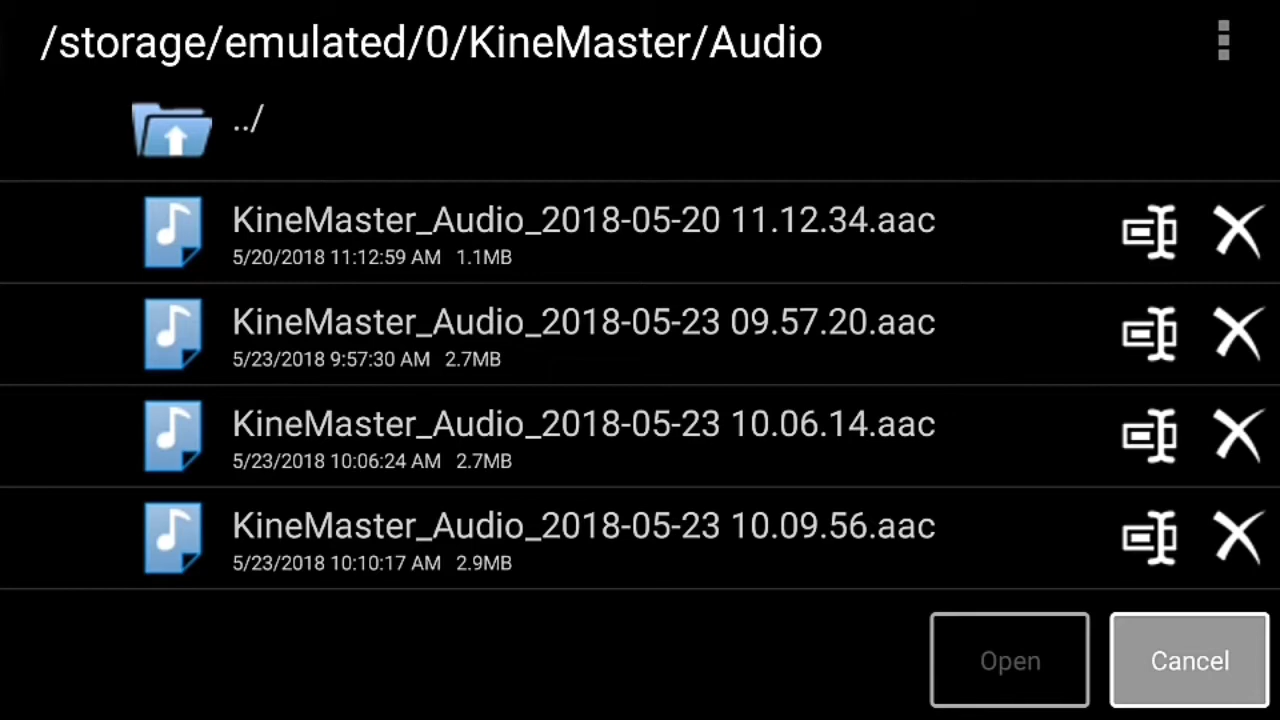 /storage/emulated/0/KineMaster/Audio
../
KineMaster_Audio_2018-05-20 11.12.34.aac
5/20/2018 11:12:59 AM 1.1MB
KineMaster_Audio_2018-05-23 09.57.20.aac
5/23/2018 9:57:30 AM 2.7MB
KineMaster_Audio_2018-05-23 10.06.14.aac
5/23/2018 10:06:24 AM 2.7MB
KineMaster_Audio_2018-05-23 10.09.56.aac
5/23/2018 10:10:17 AM 2.9MB
Open Cancel